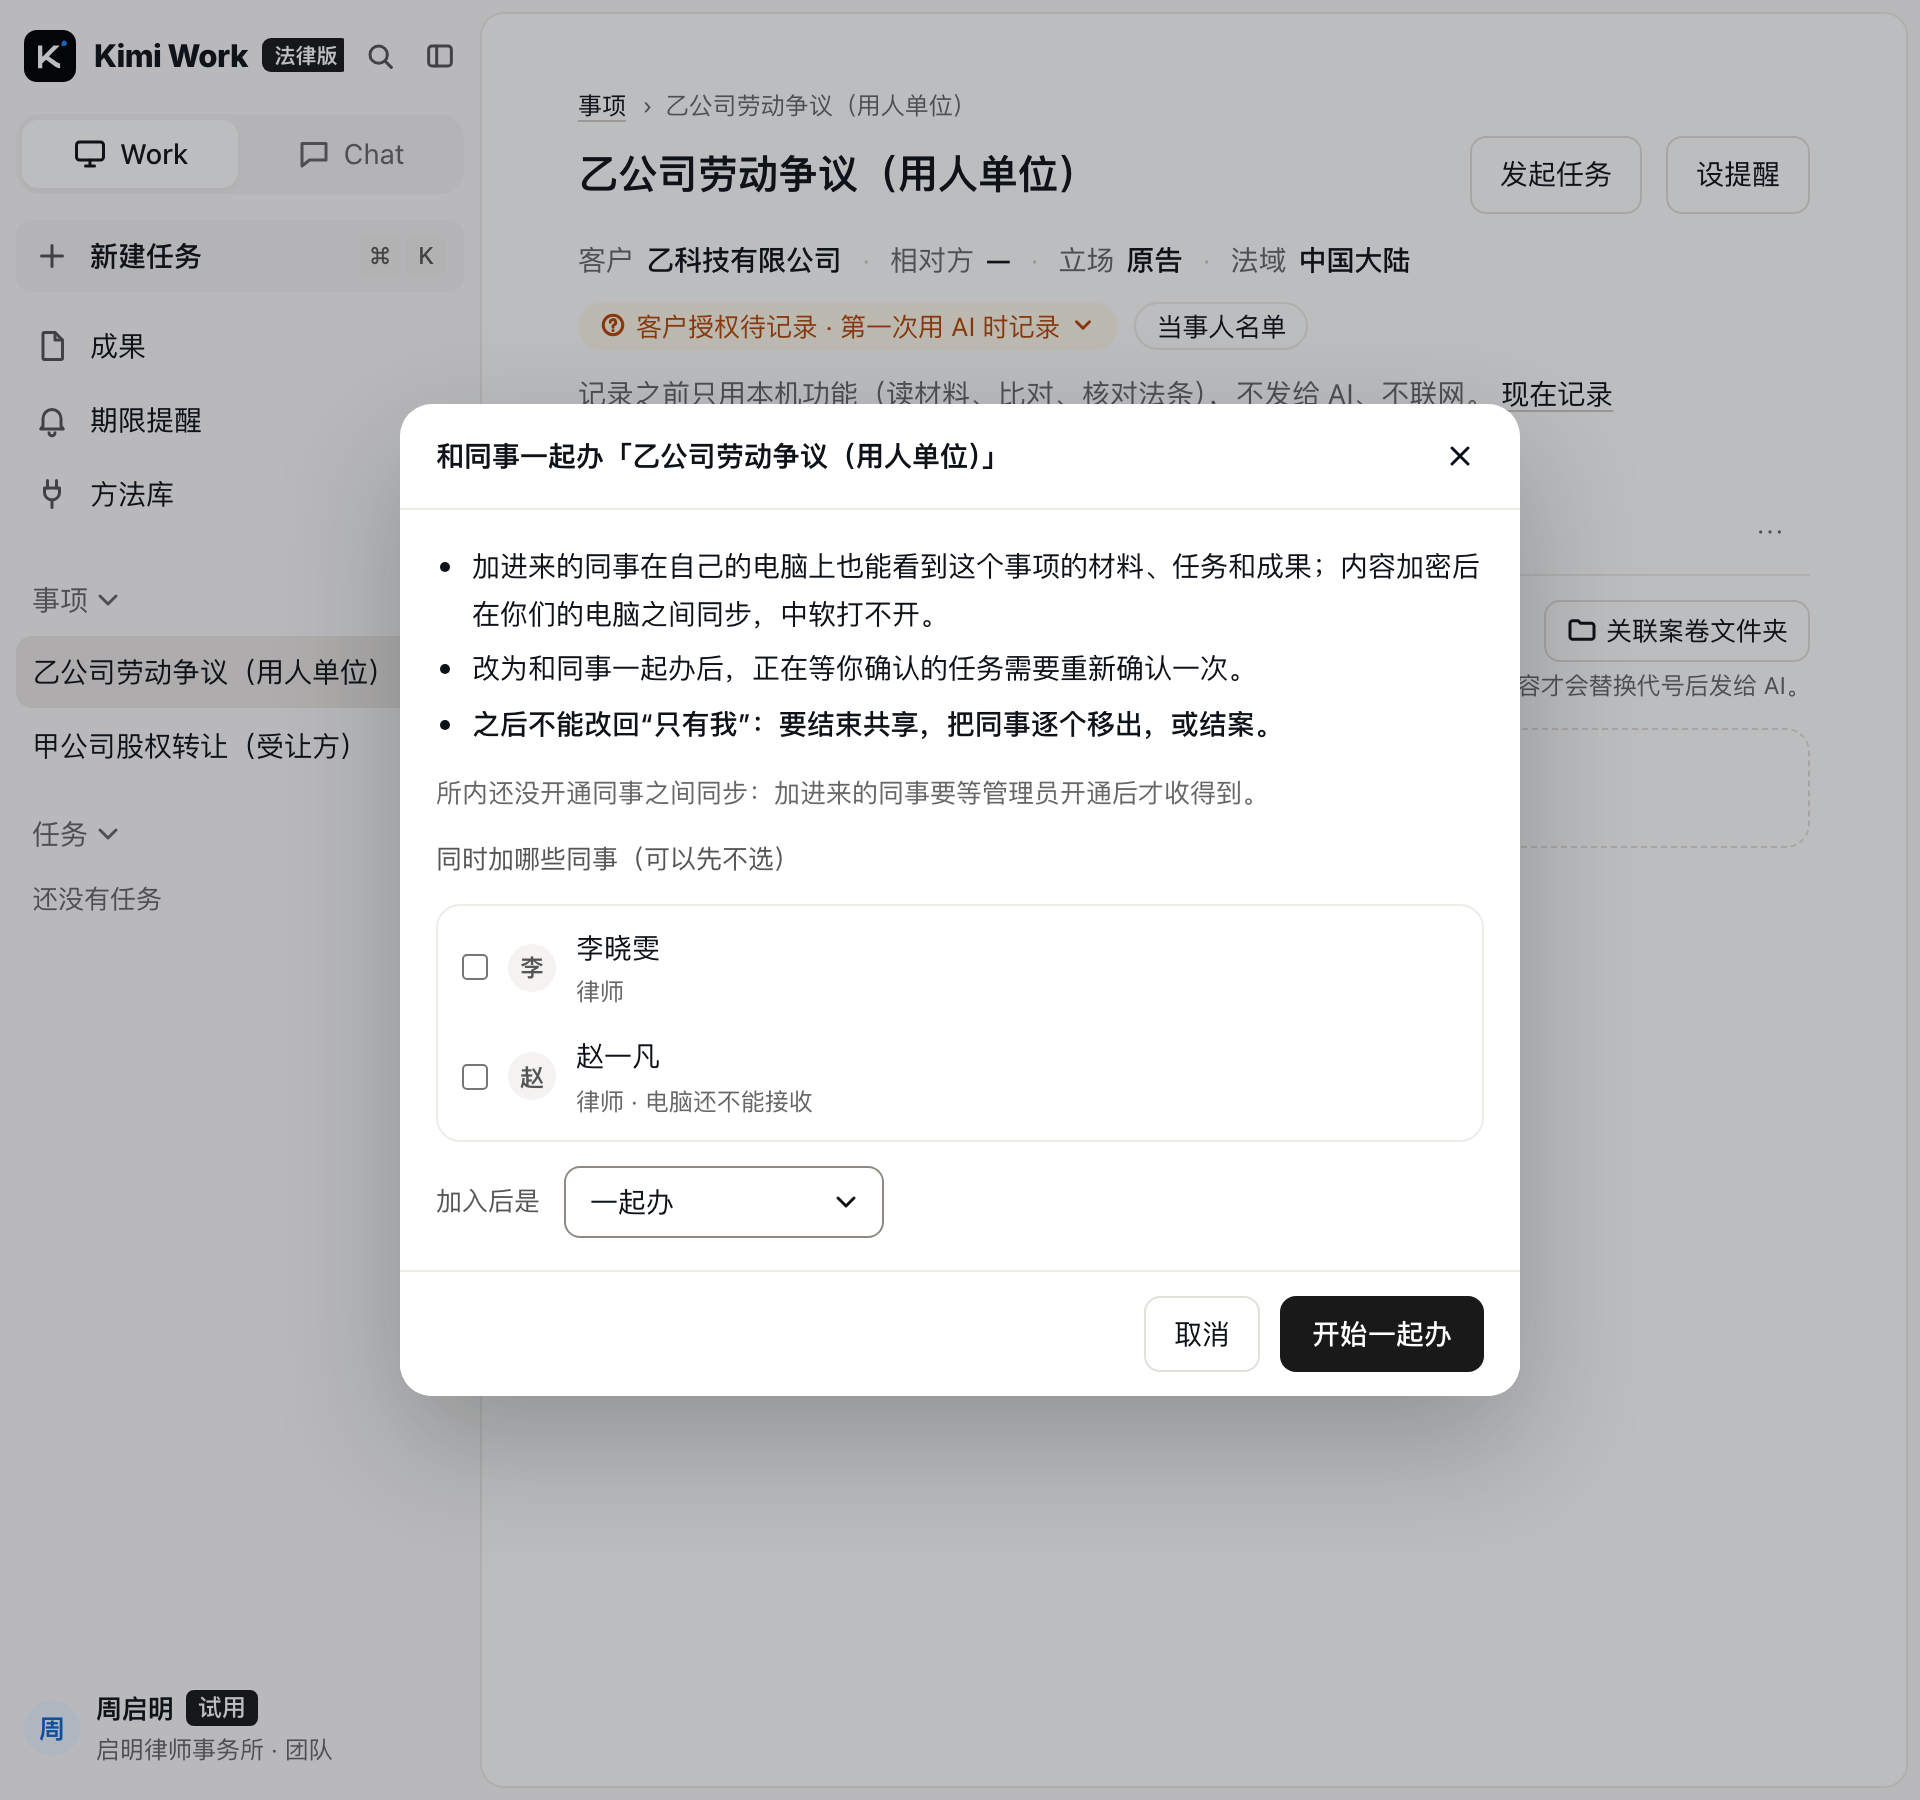 Kimi Work 法律版
Work
Chat
新建任务 ⌘ K
成果
期限提醒
方法库
事项
乙公司劳动争议（用人单位）
甲公司股权转让（受让方）
任务
还没有任务
周启明 试用
启明律师事务所 · 团队
事项 › 乙公司劳动争议（用人单位）
乙公司劳动争议（用人单位）
发起任务
设提醒
客户 乙科技有限公司 · 相对方 — · 立场 原告 · 法域 中国大陆
客户授权待记录 · 第一次用 AI 时记录
当事人名单
记录之前只用本机功能（读材料、比对、核对法条），不发给 AI、不联网。 现在记录
…
关联案卷文件夹
容才会替换代号后发给 AI。
和同事一起办「乙公司劳动争议（用人单位）」
• 加进来的同事在自己的电脑上也能看到这个事项的材料、任务和成果；内容加密后
在你们的电脑之间同步，中软打不开。
• 改为和同事一起办后，正在等你确认的任务需要重新确认一次。
• 之后不能改回“只有我”：要结束共享，把同事逐个移出，或结案。
所内还没开通同事之间同步：加进来的同事要等管理员开通后才收得到。
同时加哪些同事（可以先不选）
李 李晓雯
律师
赵 赵一凡
律师 · 电脑还不能接收
加入后是 一起办
取消
开始一起办
周